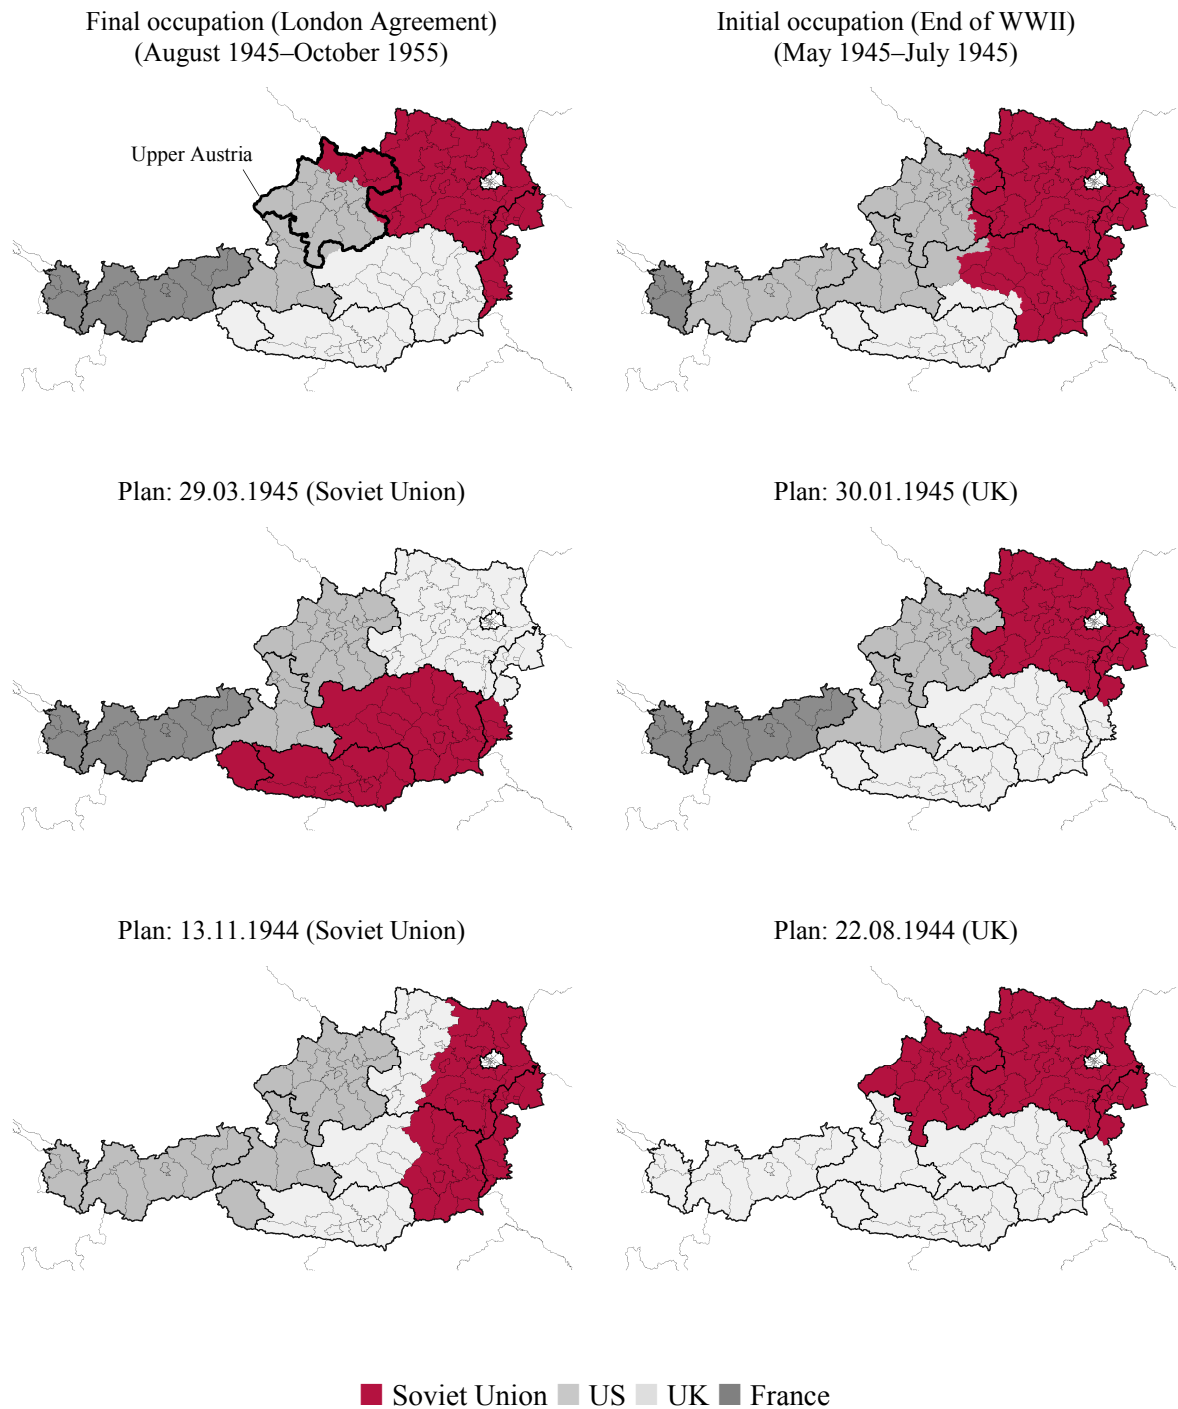 Final occupation (London Agreement)
(August 1945–October 1955)
Initial occupation (End of WWII)
(May 1945–July 1945)
Upper Austria
Plan: 29.03.1945 (Soviet Union)
Plan: 30.01.1945 (UK)
Plan: 13.11.1944 (Soviet Union)
Plan: 22.08.1944 (UK)
Soviet Union US UK France